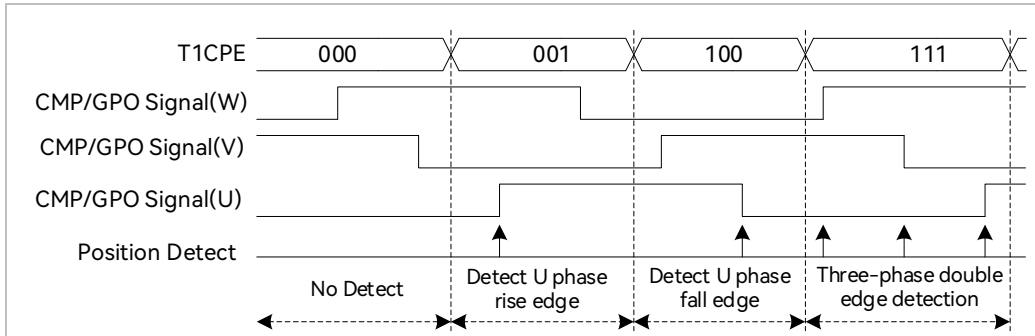 T1CPE 000 001 100 111
CMP/GPO Signal(W)
CMP/GPO Signal(V)
CMP/GPO Signal(U)
Position Detect
No Detect
Detect U phase
rise edge
Detect U phase
fall edge
Three-phase double
edge detection